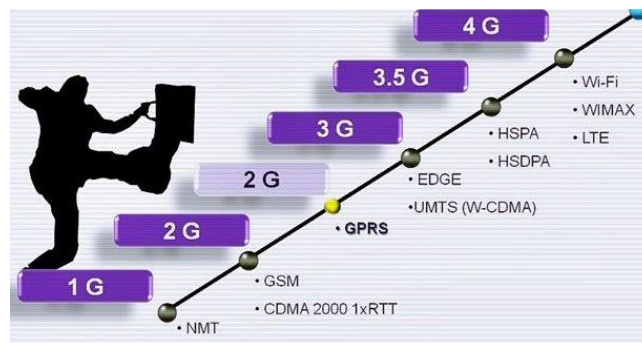 4 G
3.5 G
• Wi-Fi
• WIMAX
• LTE
3 G
• HSPA
• HSDPA
2 G
• EDGE
•UMTS (W-CDMA)
2 G
• GPRS
1 G
• GSM
• CDMA 2000 1xRTT
• NMT